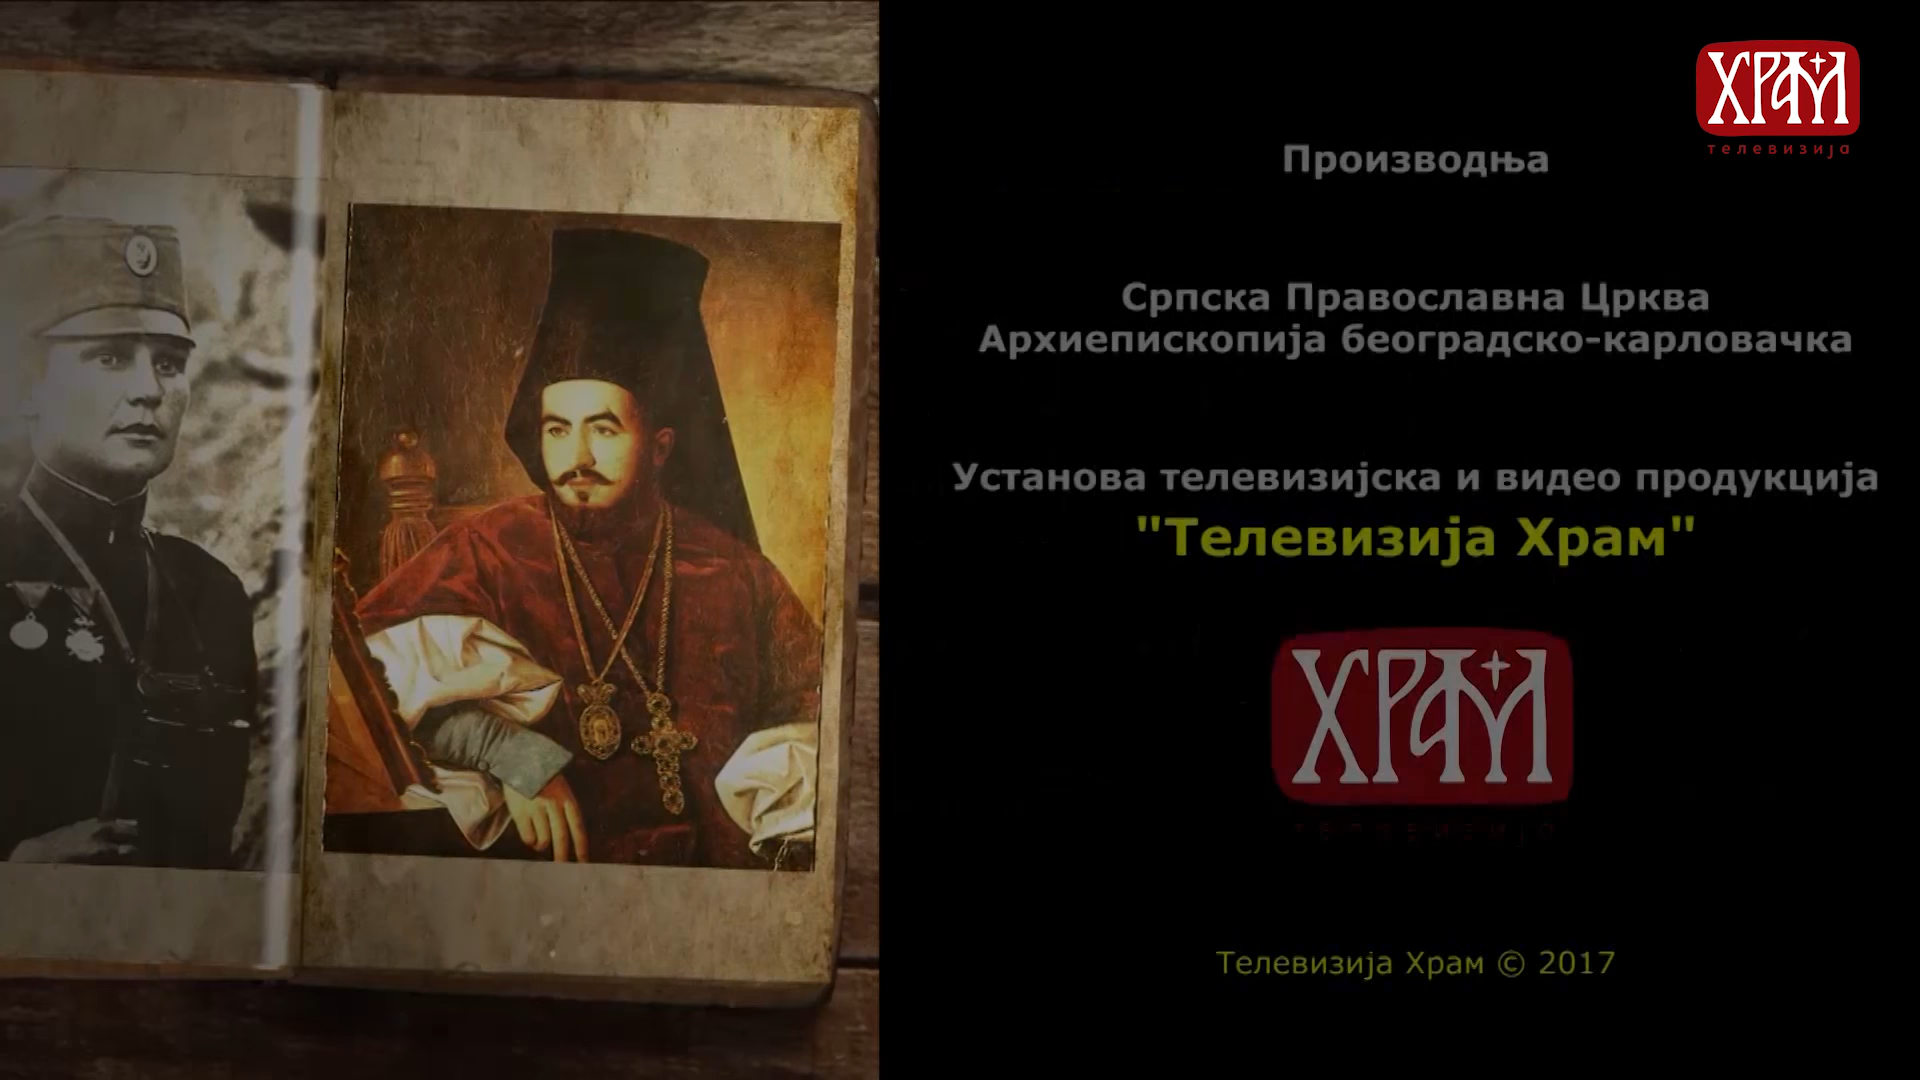 ХРАМ
телевизија
Производња
Српска Православна Црква
Архиепископија београдско-карловачка
Установа телевизијска и видео продукција
"Телевизија Храм"
ХРАМ
телевизија
Телевизија Храм © 2017